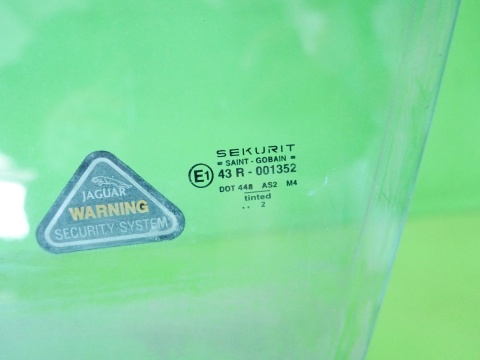 JAGUAR
WARNING
SECURITY SYSTEM
SEKURIT
= SAINT - GOBAIN =
E1 43 R - 001352
DOT 448 AS2 M4
tinted
.. 2